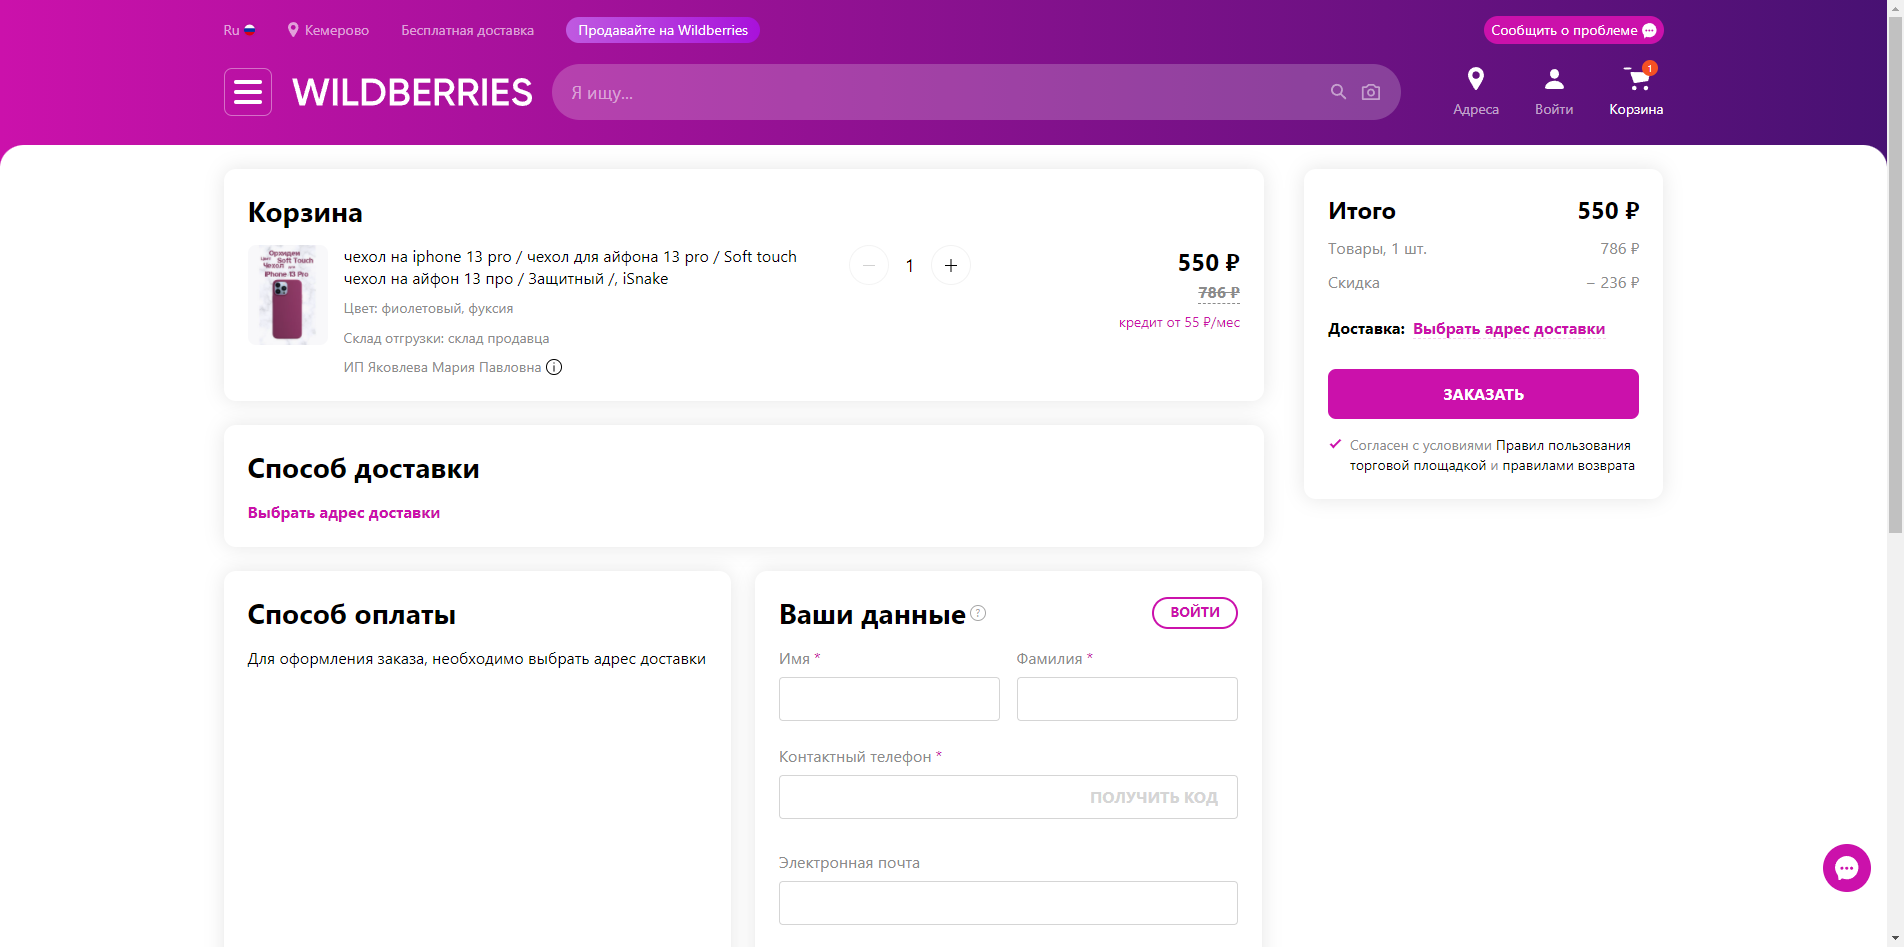 Ru
Кемерово
Бесплатная доставка
Продавайте на Wildberries
Сообщить о проблеме
WILDBERRIES
Я ищу...
Адреса
Войти
1
Корзина
Корзина
Орхидеи
Цвет Soft Touch
Чехол для
iPhone 13 Pro
чехол на iphone 13 pro / чехол для айфона 13 pro / Soft touch
чехол на айфон 13 про / Защитный /, iSnake
Цвет: фиолетовый, фуксия
Склад отгрузки: склад продавца
ИП Яковлева Мария Павловна
− 1 +
550 ₽
786 ₽
кредит от 55 ₽/мес
Итого 550 ₽
Товары, 1 шт. 786 ₽
Скидка − 236 ₽
Доставка: Выбрать адрес доставки
ЗАКАЗАТЬ
Согласен с условиями Правил пользования
торговой площадкой и правилами возврата
Способ доставки
Выбрать адрес доставки
Способ оплаты
Для оформления заказа, необходимо выбрать адрес доставки
Ваши данные ?
ВОЙТИ
Имя *
Фамилия *
Контактный телефон *
ПОЛУЧИТЬ КОД
Электронная почта